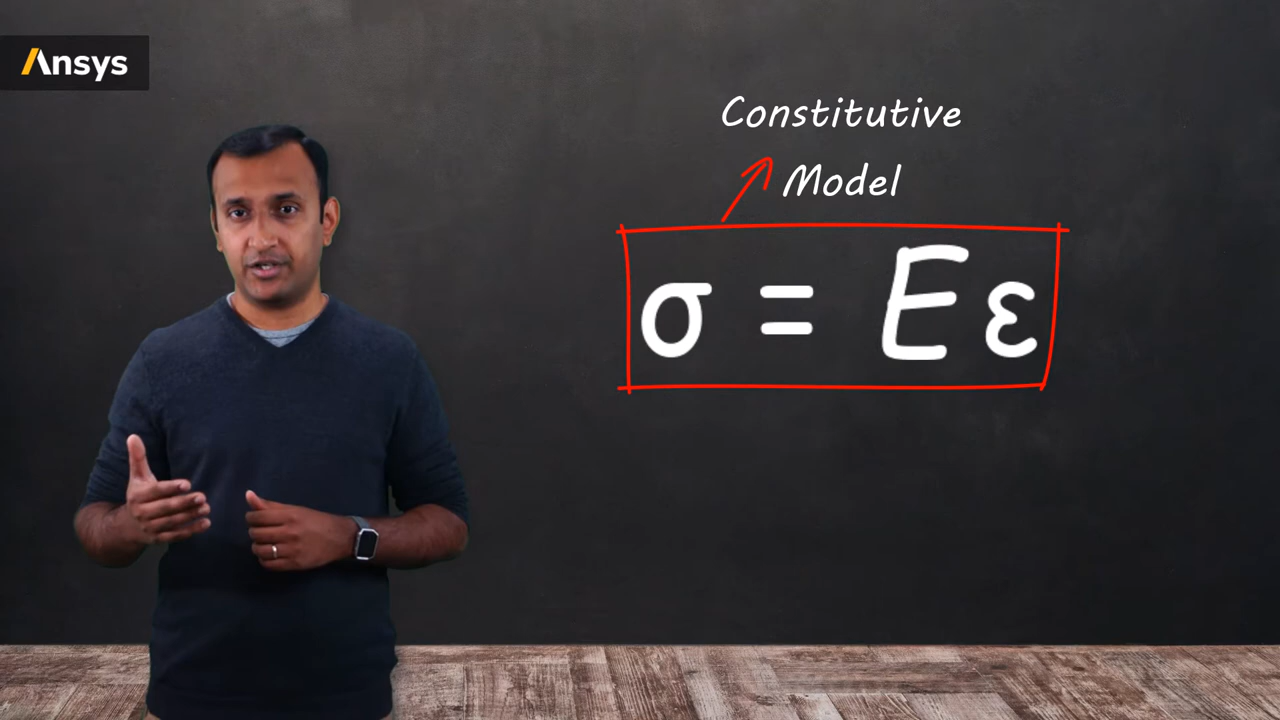 Ansys
Constitutive
Model
σ = Eε